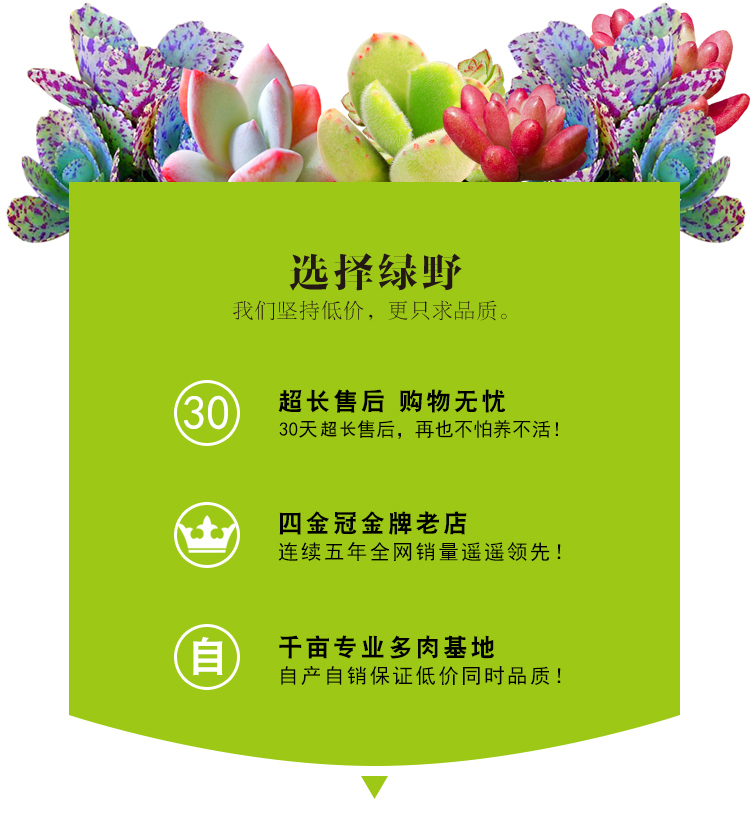 选择绿野
我们坚持低价，更只求品质。
30
超长售后 购物无忧
30天超长售后，再也不怕养不活！
四金冠金牌老店
连续五年全网销量遥遥领先！
自
千亩专业多肉基地
自产自销保证低价同时品质！